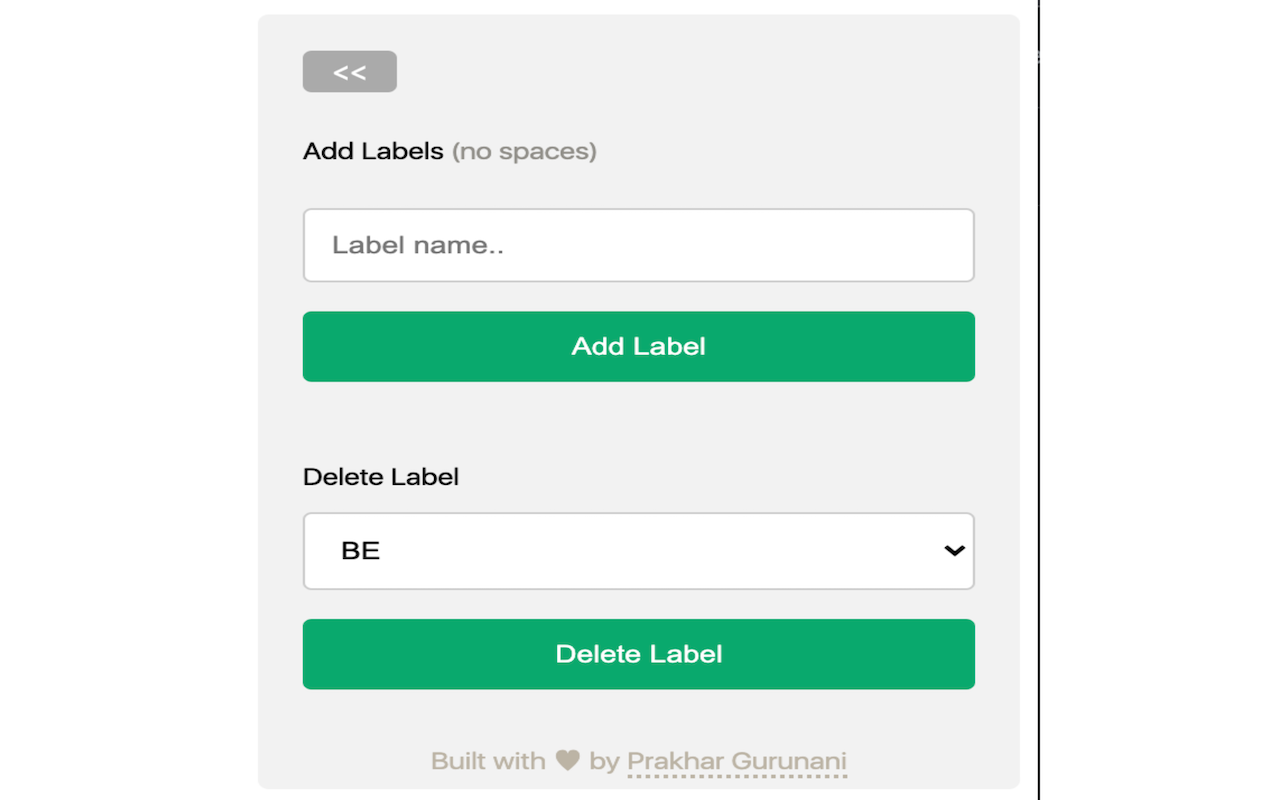 <<
Add Labels (no spaces)
Label name..
Add Label
Delete Label
BE
Delete Label
Built with ♥ by Prakhar Gurunani